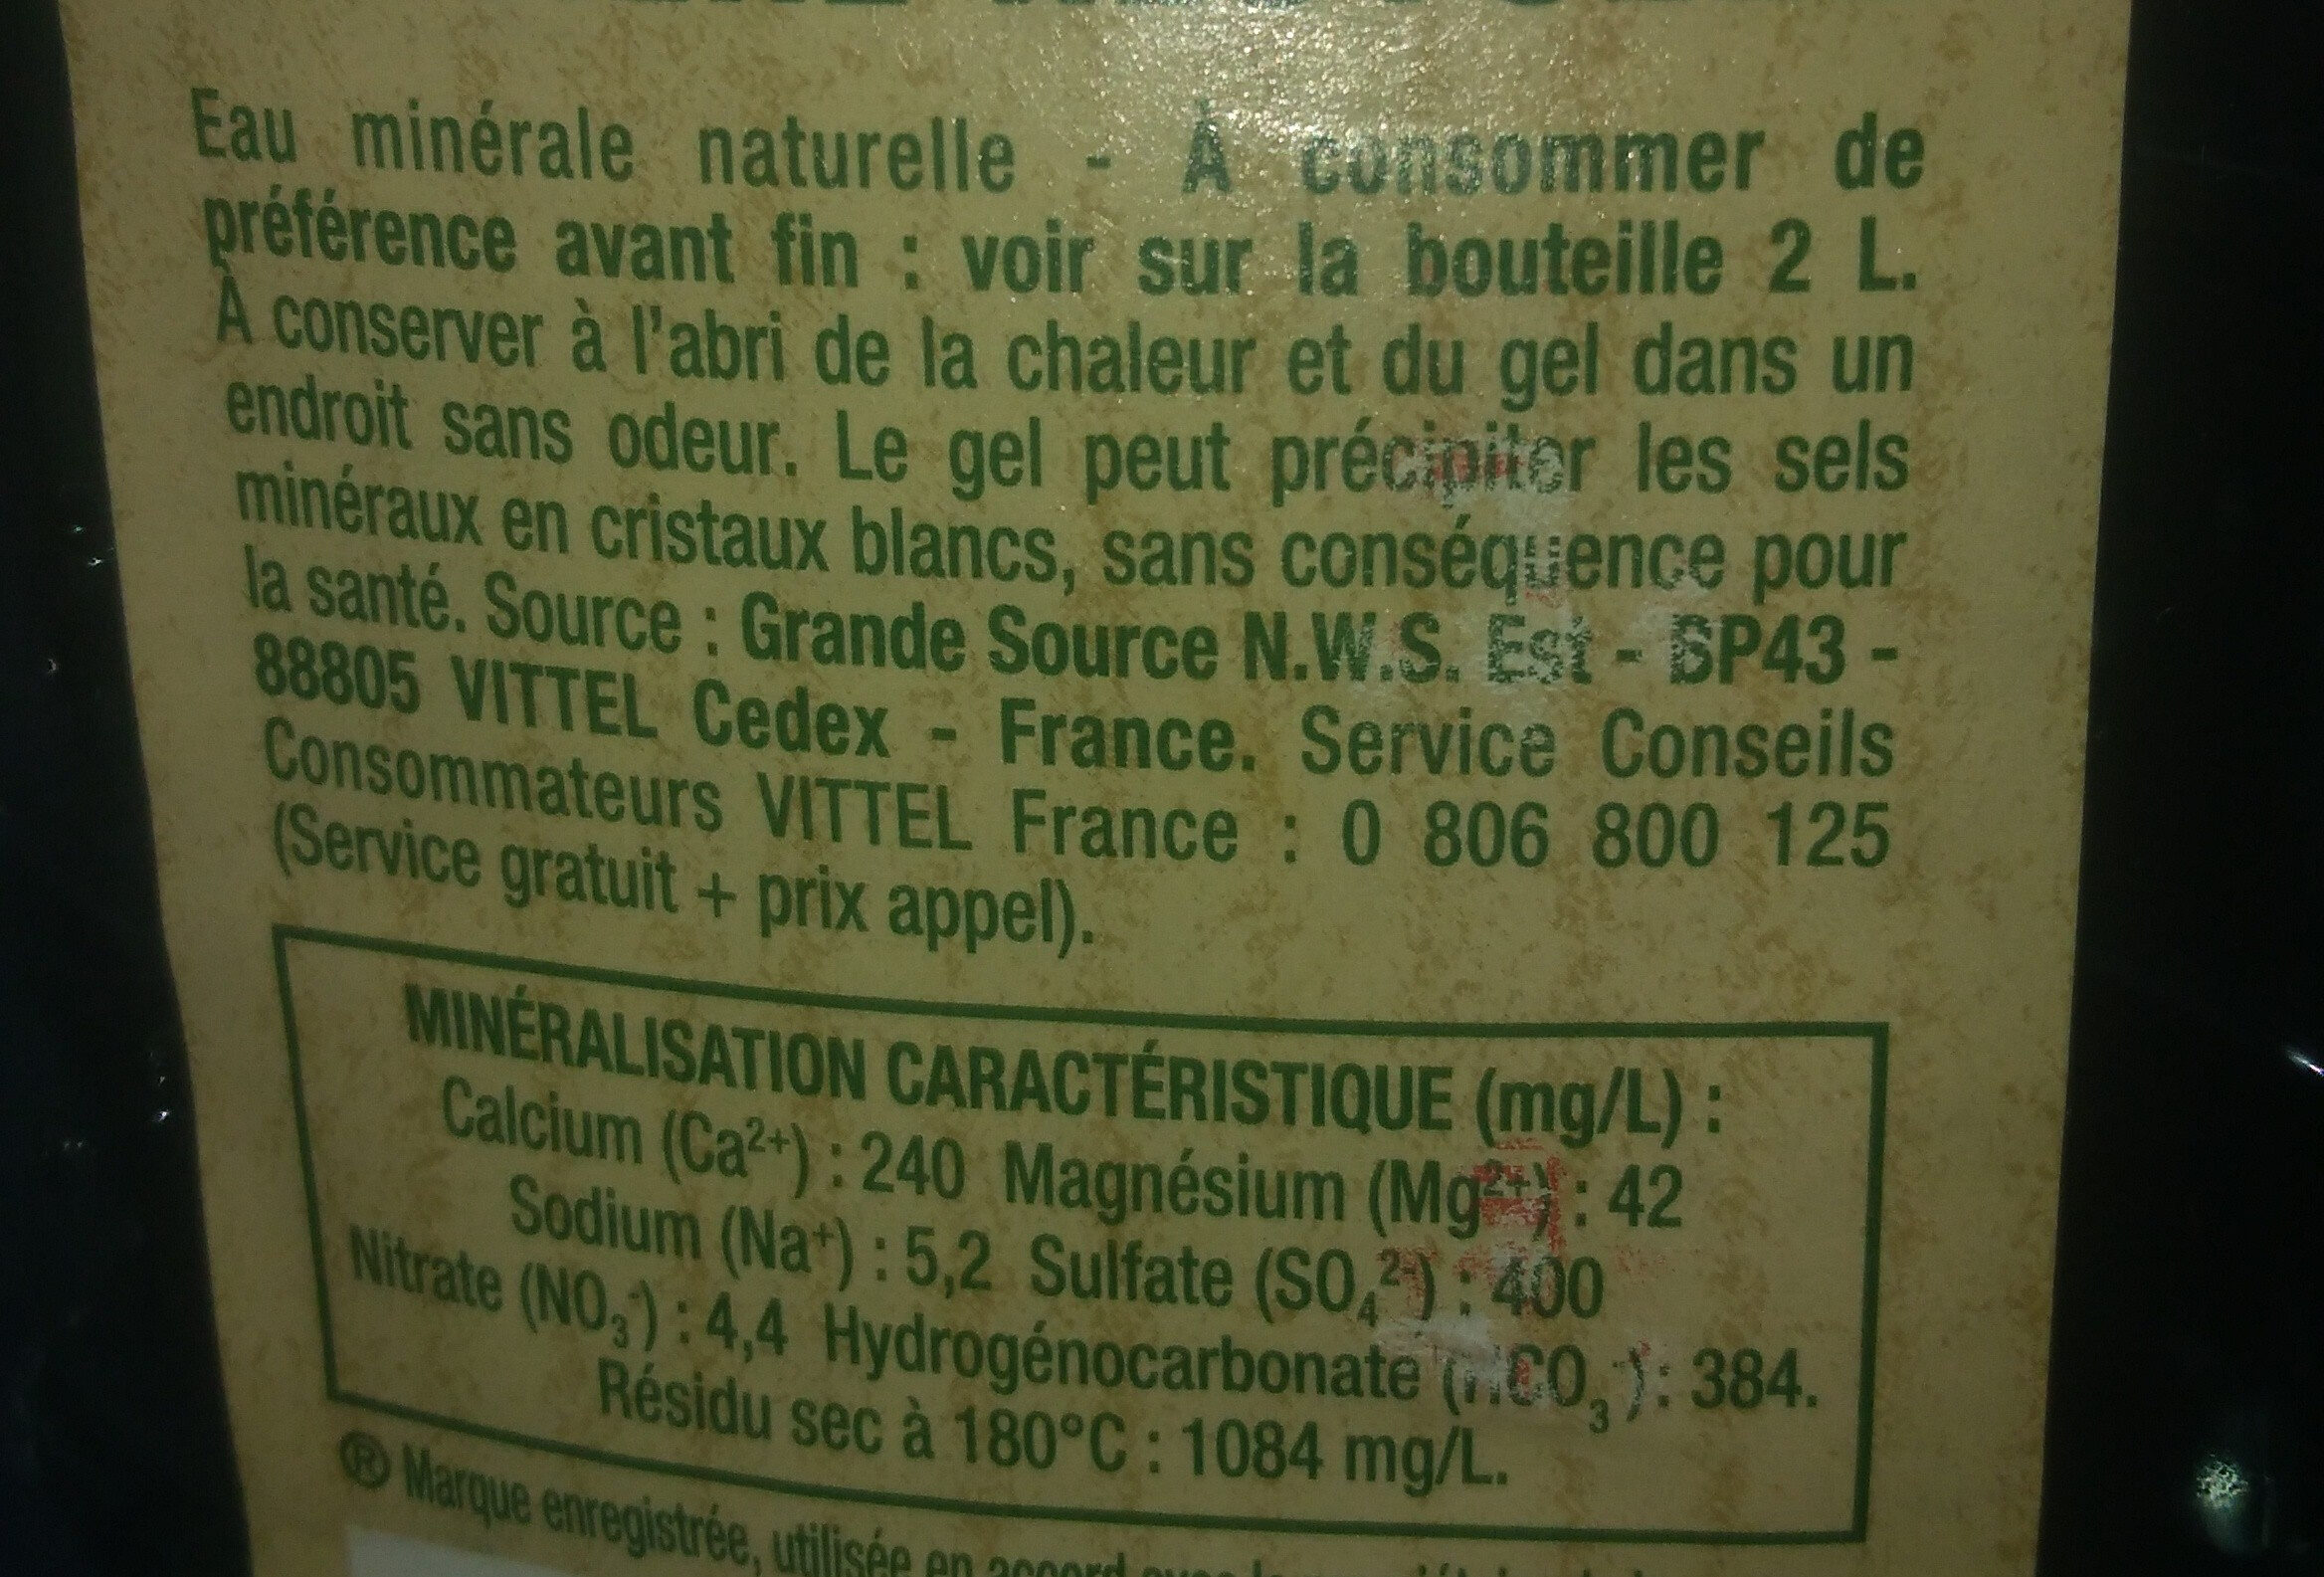 Eau minérale naturelle - À consommer de
préférence avant fin : voir sur la bouteille 2 L.
À conserver à l'abri de la chaleur et du gel dans un
endroit sans odeur. Le gel peut précipiter les sels
minéraux en cristaux blancs, sans conséquence pour
la santé. Source : Grande Source N.W.S. Est - BP43 -
88805 VITTEL Cedex - France. Service Conseils
Consommateurs VITTEL France : 0 806 800 125
(Service gratuit + prix appel).
MINÉRALISATION CARACTÉRISTIQUE (mg/L) :
Calcium (Ca²⁺) : 240 Magnésium (Mg²⁺) : 42
Sodium (Na⁺) : 5,2 Sulfate (SO₄²⁻) : 400
Nitrate (NO₃⁻) : 4,4 Hydrogénocarbonate (HCO₃⁻) : 384.
Résidu sec à 180°C : 1084 mg/L.
® Marque enregistrée, utilisée en accord